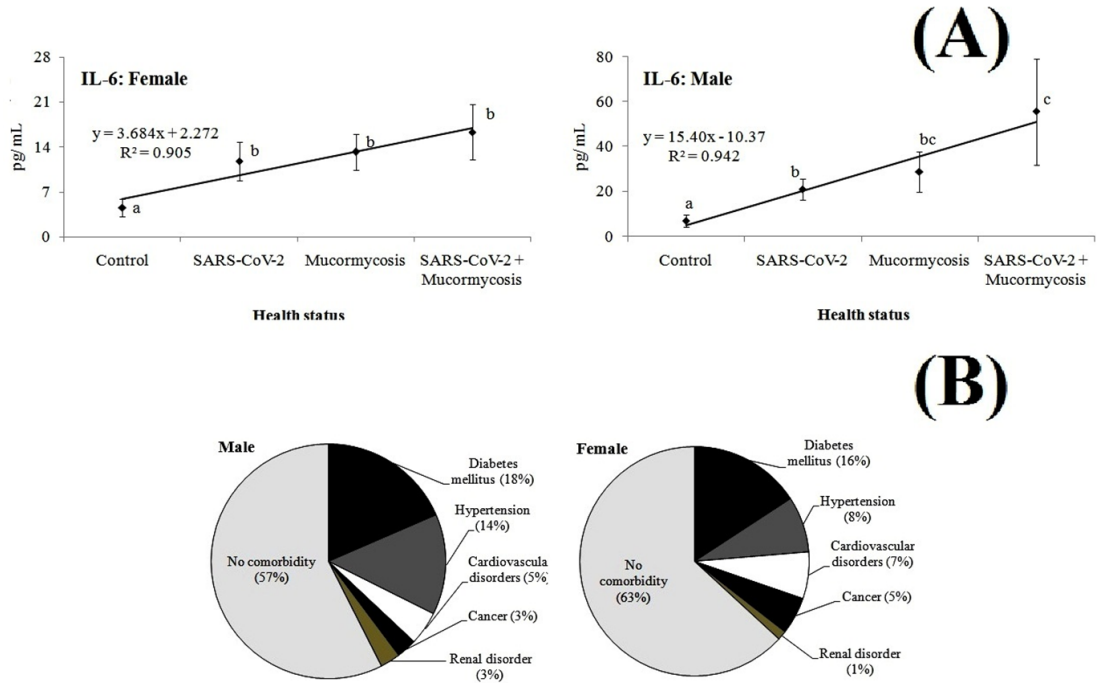 (A)
IL-6: Female
y = 3.684x + 2.272
R² = 0.905
pg/mL
28
21
14
7
0
a
b
b
b
Control
SARS-CoV-2
Mucormycosis
SARS-CoV-2 +
Mucormycosis
Health status
IL-6: Male
y = 15.40x - 10.37
R² = 0.942
pg/mL
80
60
40
20
0
a
b
bc
c
Control
SARS-CoV-2
Mucormycosis
SARS-CoV-2 +
Mucormycosis
Health status
(B)
Male
Diabetes
mellitus (18%)
Hypertension
(14%)
Cardiovascula
disorders (5%
Cancer (3%)
Renal disorder
(3%)
No comorbidity
(57%)
Female
Diabetes
mellitus (16%)
Hypertension
(8%)
Cardiovascular
disorders (7%)
Cancer (5%)
Renal disorder
(1%)
No
comorbidity
(63%)